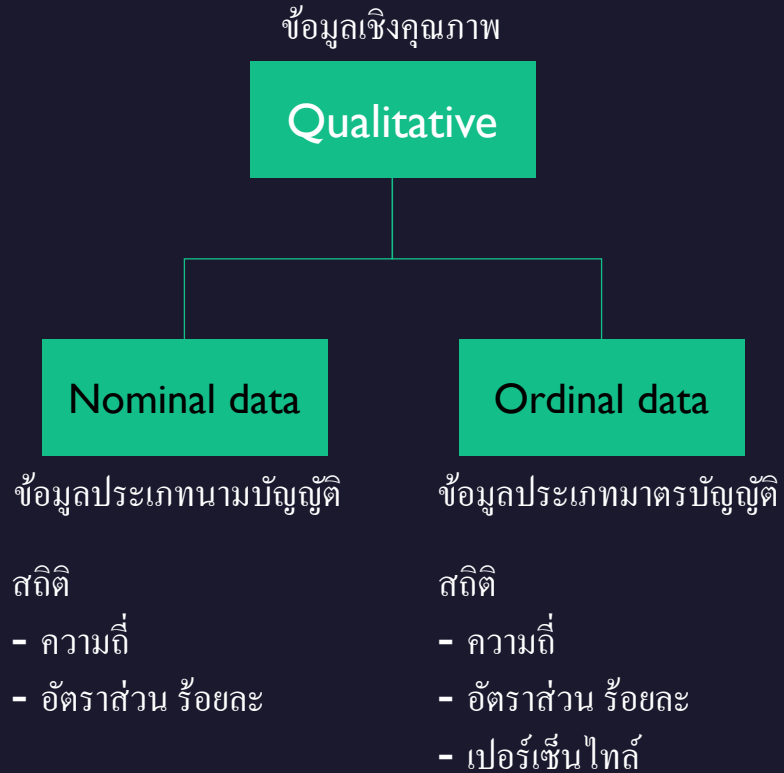 ข้อมูลเชิงคุณภาพ
Qualitative
Nominal data
ข้อมูลประเภทนามบัญญัติ
สถิติ
- ความถี่
- อัตราส่วน ร้อยละ
Ordinal data
ข้อมูลประเภทมาตรบัญญัติ
สถิติ
- ความถี่
- อัตราส่วน ร้อยละ
- เปอร์เซ็นไทล์